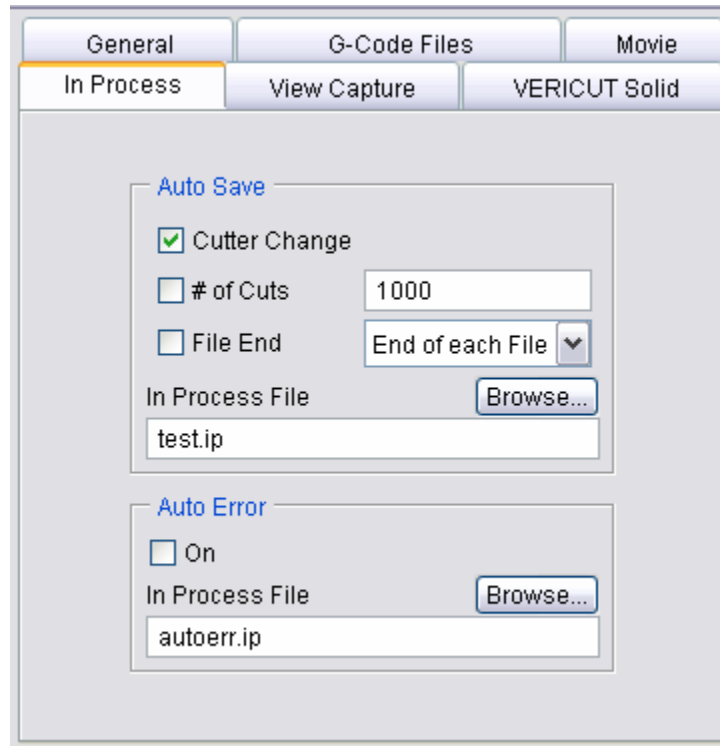 General G-Code Files Movie
In Process View Capture VERICUT Solid
Auto Save
Cutter Change
# of Cuts 1000
File End End of each File
In Process File Browse...
test.ip
Auto Error
On
In Process File Browse...
autoerr.ip